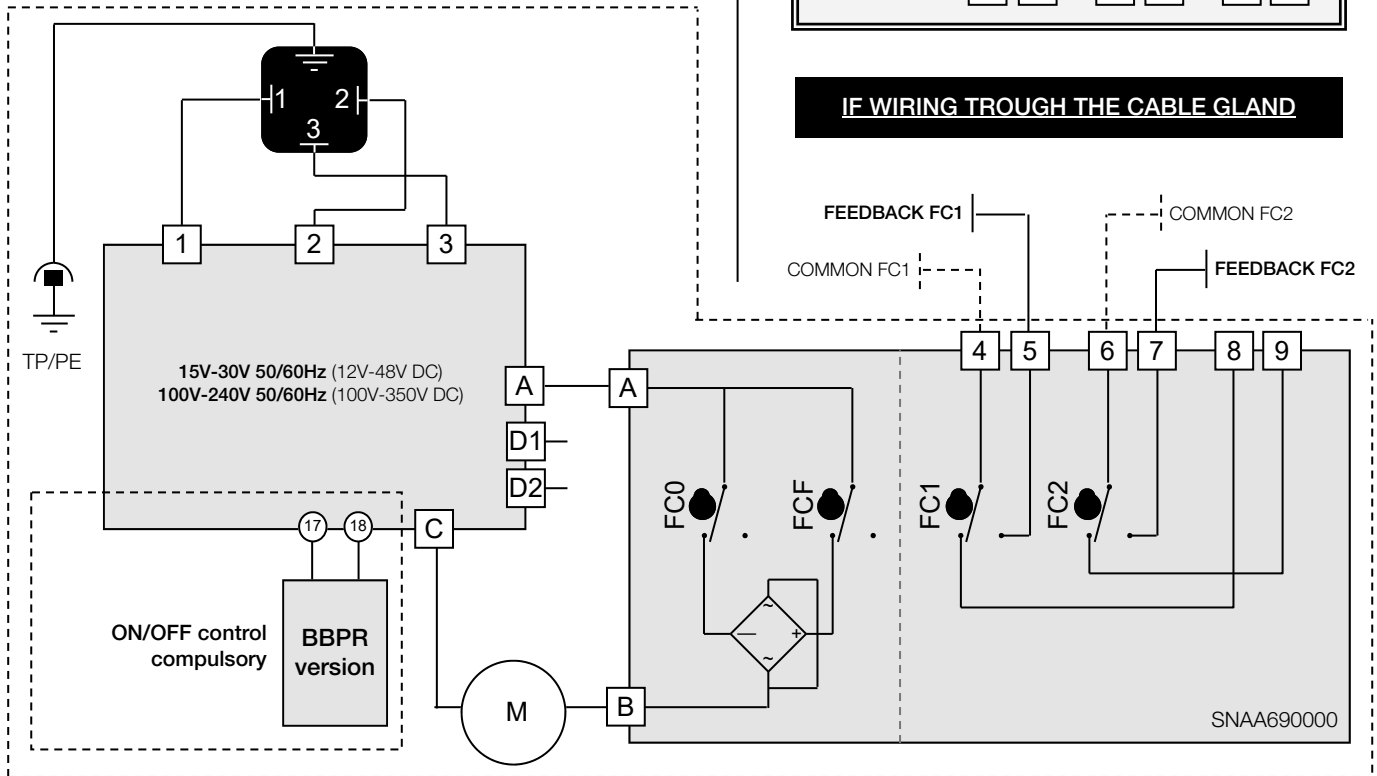 1
2
3
IF WIRING TROUGH THE CABLE GLAND
FEEDBACK FC1
COMMON FC2
COMMON FC1
FEEDBACK FC2
1
2
3
TP/PE
15V-30V 50/60Hz (12V-48V DC)
100V-240V 50/60Hz (100V-350V DC)
A
D1
D2
C
17
18
ON/OFF control
compulsory
BBPR
version
M
A
B
4
5
6
7
8
9
FC0
FCF
FC1
FC2
~
—
+
~
SNAA690000